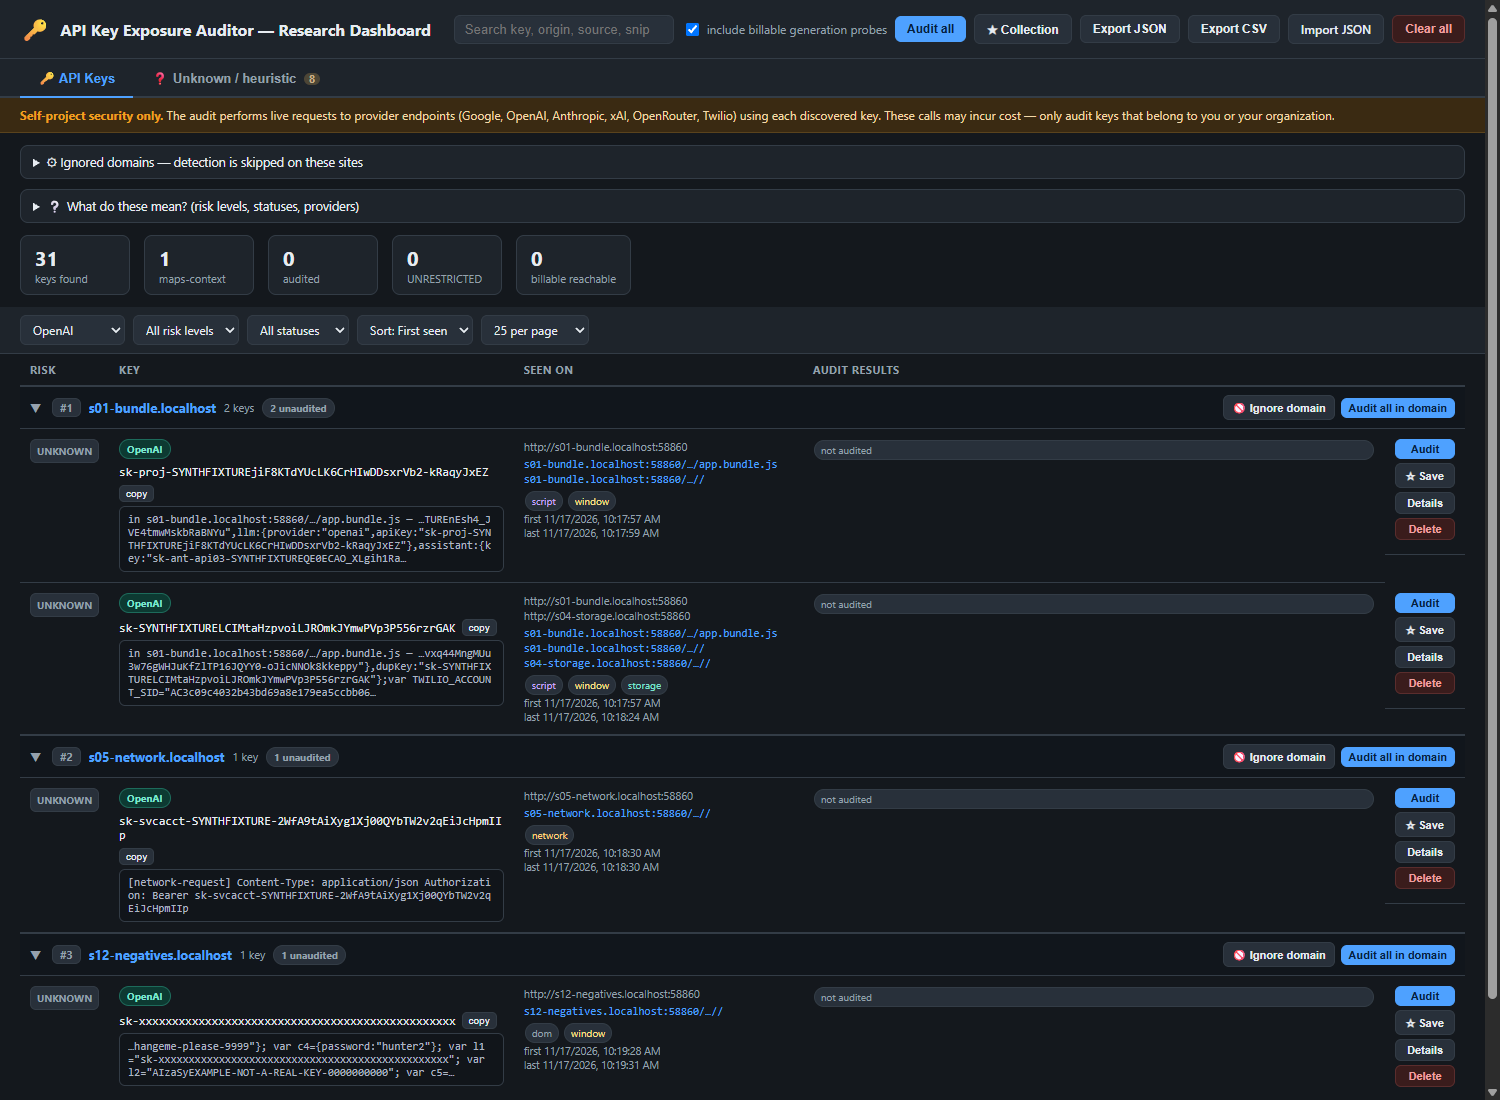 API Key Exposure Auditor — Research Dashboard
Search key, origin, source, snip
include billable generation probes
Audit all
★ Collection
Export JSON
Export CSV
Import JSON
Clear all
API Keys
Unknown / heuristic 8
Self-project security only. The audit performs live requests to provider endpoints (Google, OpenAI, Anthropic, xAI, OpenRouter, Twilio) using each discovered key. These calls may incur cost — only audit keys that belong to you or your organization.
▶ ⚙ Ignored domains — detection is skipped on these sites
▶ ❔ What do these mean? (risk levels, statuses, providers)
31
keys found
1
maps-context
0
audited
0
UNRESTRICTED
0
billable reachable
OpenAI
All risk levels
All statuses
Sort: First seen
25 per page
RISK KEY SEEN ON AUDIT RESULTS
▼ #1 s01-bundle.localhost 2 keys 2 unaudited
Ignore domain
Audit all in domain
UNKNOWN
OpenAI
sk-proj-SYNTHFIXTUREjiF8KTdYUcLK6CrHIwDDsxrVb2-kRaqyJxEZ
copy
in s01-bundle.localhost:58860/…/app.bundle.js — …TUREnEsh4_J
VE4tmwMskbRaBNYu",llm:{provider:"openai",apiKey:"sk-proj-SYN
THFIXTUREjiF8KTdYUcLK6CrHIwDDsxrVb2-kRaqyJxEZ"},assistant:{k
ey:"sk-ant-api03-SYNTHFIXTUREQE0ECAO_XLgih1Ra…
http://s01-bundle.localhost:58860
s01-bundle.localhost:58860/…/app.bundle.js
s01-bundle.localhost:58860/…//
script window
first 11/17/2026, 10:17:57 AM
last 11/17/2026, 10:17:59 AM
not audited
Audit
☆ Save
Details
Delete
UNKNOWN
OpenAI
sk-SYNTHFIXTURELCIMtaHzpvoiLJROmkJYmwPVp3P556rzrGAK
copy
in s01-bundle.localhost:58860/…/app.bundle.js — …vxq44MngMUu
3w76gWHJuKfZlTP16JQYY0-oJicNNOk8kkeppy"},dupKey:"sk-SYNTHFIX
TURELCIMtaHzpvoiLJROmkJYmwPVp3P556rzrGAK"};var TWILIO_ACCOUN
T_SID="AC3c09c4032b43bd69a8e179ea5ccbb06…
http://s01-bundle.localhost:58860
http://s04-storage.localhost:58860
s01-bundle.localhost:58860/…/app.bundle.js
s01-bundle.localhost:58860/…//
s04-storage.localhost:58860/…//
script window storage
first 11/17/2026, 10:17:57 AM
last 11/17/2026, 10:18:24 AM
not audited
Audit
☆ Save
Details
Delete
▼ #2 s05-network.localhost 1 key 1 unaudited
Ignore domain
Audit all in domain
UNKNOWN
OpenAI
sk-svcacct-SYNTHFIXTURE-2WfA9tAiXyg1Xj00QYbTW2v2qEiJcHpmII
p
copy
[network-request] Content-Type: application/json Authorizati
on: Bearer sk-svcacct-SYNTHFIXTURE-2WfA9tAiXyg1Xj00QYbTW2v2q
EiJcHpmIIp
http://s05-network.localhost:58860
s05-network.localhost:58860/…//
network
first 11/17/2026, 10:18:30 AM
last 11/17/2026, 10:18:30 AM
not audited
Audit
☆ Save
Details
Delete
▼ #3 s12-negatives.localhost 1 key 1 unaudited
Ignore domain
Audit all in domain
UNKNOWN
OpenAI
sk-xxxxxxxxxxxxxxxxxxxxxxxxxxxxxxxxxxxxxxxxxxxxxxxx
copy
…hangeme-please-9999"}; var c4={password:"hunter2"}; var l1
="sk-xxxxxxxxxxxxxxxxxxxxxxxxxxxxxxxxxxxxxxxxxxxxxxxx"; var
l2="AIzaSyEXAMPLE-NOT-A-REAL-KEY-0000000000"; var c5=…
http://s12-negatives.localhost:58860
s12-negatives.localhost:58860/…//
dom window
first 11/17/2026, 10:19:28 AM
last 11/17/2026, 10:19:31 AM
not audited
Audit
☆ Save
Details
Delete